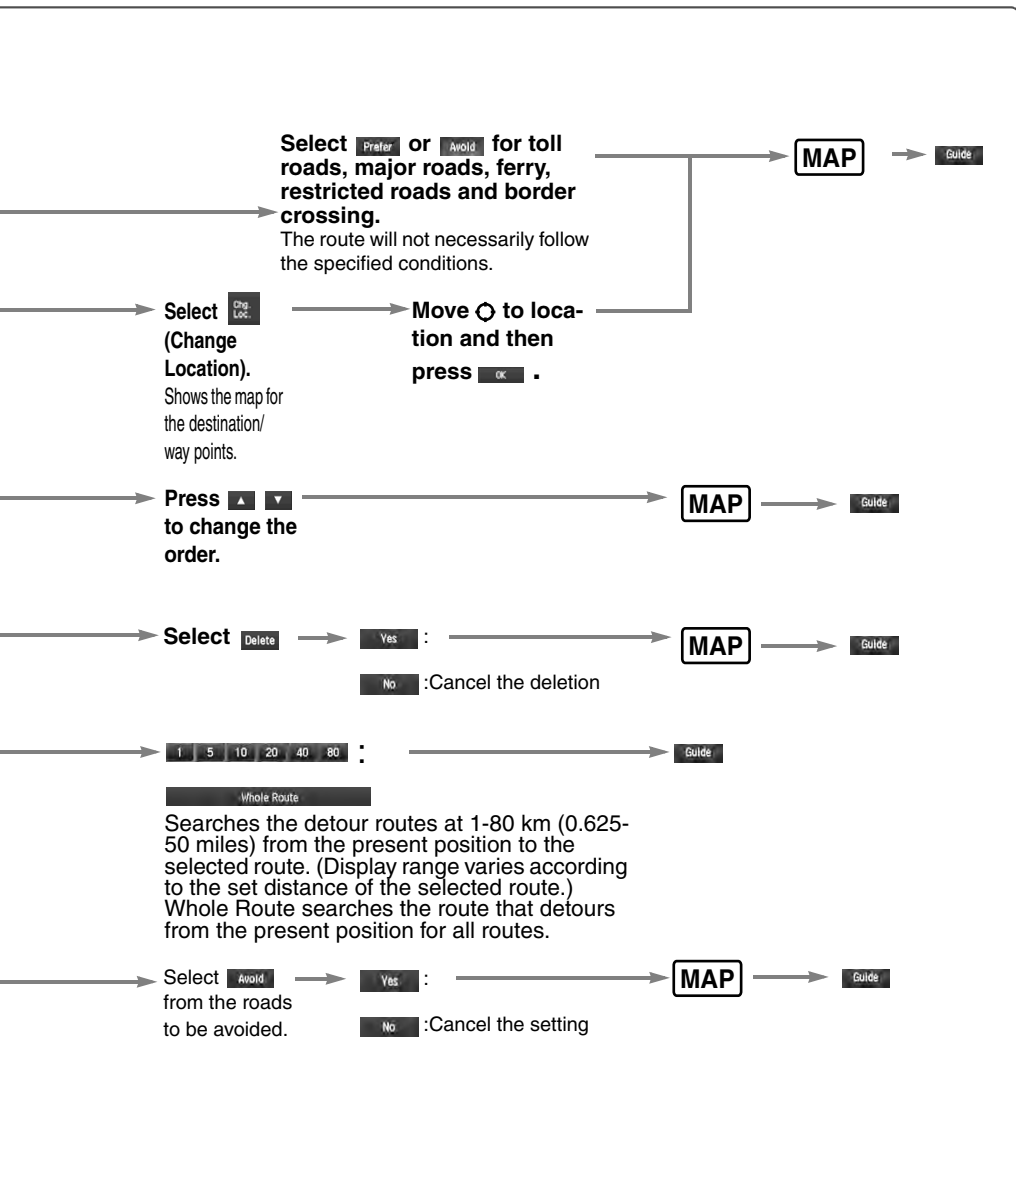 Select Prefer or Avoid for toll
roads, major roads, ferry,
restricted roads and border
crossing.
The route will not necessarily follow
the specified conditions.
MAP
Guide
Select Chg. Loc.
(Change
Location).
Shows the map for
the destination/
way points.
Move to loca-
tion and then
press OK .
Press ▲ ▼
to change the
order.
MAP
Guide
Select Delete
Yes :
No :Cancel the deletion
MAP
Guide
1 5 10 20 40 80 :
Guide
Whole Route
Searches the detour routes at 1-80 km (0.625-
50 miles) from the present position to the
selected route. (Display range varies according
to the set distance of the selected route.)
Whole Route searches the route that detours
from the present position for all routes.
Select Avoid
from the roads
to be avoided.
Yes :
No :Cancel the setting
MAP
Guide